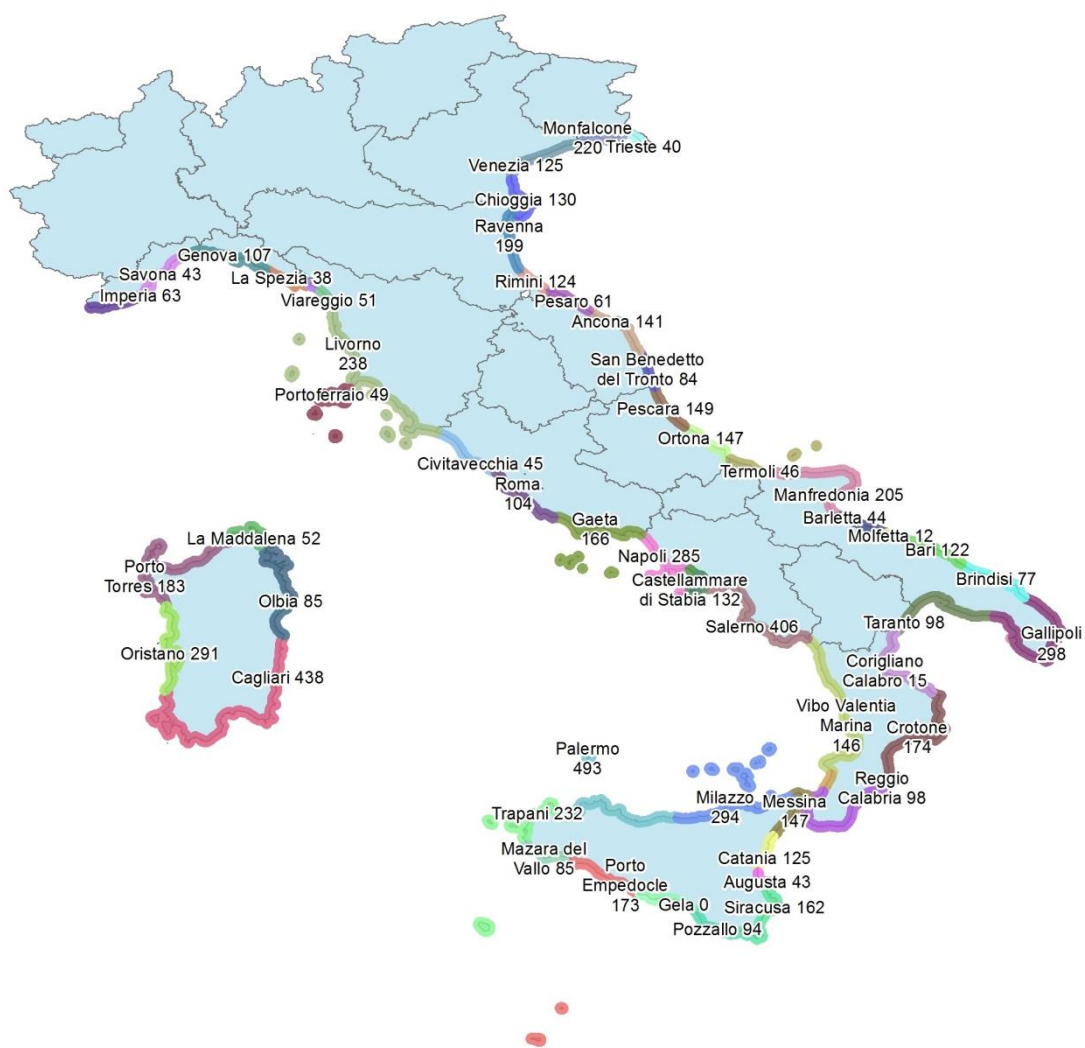 Monfalcone
220 Trieste 40
Venezia 125
Chioggia 130
Ravenna
199
Genova 107
Savona 43
La Spezia 38
Imperia 63
Viareggio 51
Rimini 124
Pesaro 61
Ancona 141
Livorno
238
San Benedetto
del Tronto 84
Portoferraio 49
Pescara 149
Ortona 147
Civitavecchia 45
Termoli 46
Roma
104
Manfredonia 205
Barletta 44
Molfetta 12
Bari 122
Gaeta
166
La Maddalena 52
Napoli 285
Porto
Torres 183
Castellammare
di Stabia 132
Brindisi 77
Olbia 85
Salerno 406
Taranto 98
Gallipoli
298
Oristano 291
Corigliano
Calabro 15
Cagliari 438
Vibo Valentia
Marina
146
Crotone
174
Palermo
493
Reggio
Calabria 98
Milazzo
294
Messina
147
Trapani 232
Mazara del
Vallo 85
Porto
Empedocle
173
Catania 125
Augusta 43
Gela 0
Siracusa 162
Pozzallo 94